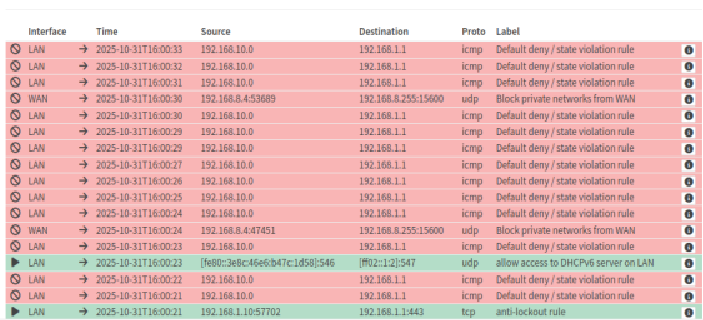 Interface Time Source Destination Proto Label
LAN → 2025-10-31T16:00:33 192.168.10.0 192.168.1.1 icmp Default deny / state violation rule
LAN → 2025-10-31T16:00:32 192.168.10.0 192.168.1.1 icmp Default deny / state violation rule
LAN → 2025-10-31T16:00:31 192.168.10.0 192.168.1.1 icmp Default deny / state violation rule
WAN → 2025-10-31T16:00:30 192.168.8.4:53689 192.168.8.255:15600 udp Block private networks from WAN
LAN → 2025-10-31T16:00:30 192.168.10.0 192.168.1.1 icmp Default deny / state violation rule
LAN → 2025-10-31T16:00:29 192.168.10.0 192.168.1.1 icmp Default deny / state violation rule
LAN → 2025-10-31T16:00:29 192.168.10.0 192.168.1.1 icmp Default deny / state violation rule
LAN → 2025-10-31T16:00:27 192.168.10.0 192.168.1.1 icmp Default deny / state violation rule
LAN → 2025-10-31T16:00:26 192.168.10.0 192.168.1.1 icmp Default deny / state violation rule
LAN → 2025-10-31T16:00:25 192.168.10.0 192.168.1.1 icmp Default deny / state violation rule
LAN → 2025-10-31T16:00:24 192.168.10.0 192.168.1.1 icmp Default deny / state violation rule
WAN → 2025-10-31T16:00:24 192.168.8.4:47451 192.168.8.255:15600 udp Block private networks from WAN
LAN → 2025-10-31T16:00:23 192.168.10.0 192.168.1.1 icmp Default deny / state violation rule
LAN → 2025-10-31T16:00:23 [fe80::3e8c:46e6:b47c:1d58]:546 [ff02::1:2]:547 udp allow access to DHCPv6 server on LAN
LAN → 2025-10-31T16:00:22 192.168.10.0 192.168.1.1 icmp Default deny / state violation rule
LAN → 2025-10-31T16:00:21 192.168.10.0 192.168.1.1 icmp Default deny / state violation rule
LAN → 2025-10-31T16:00:21 192.168.1.10:57702 192.168.1.1:443 tcp anti-lockout rule